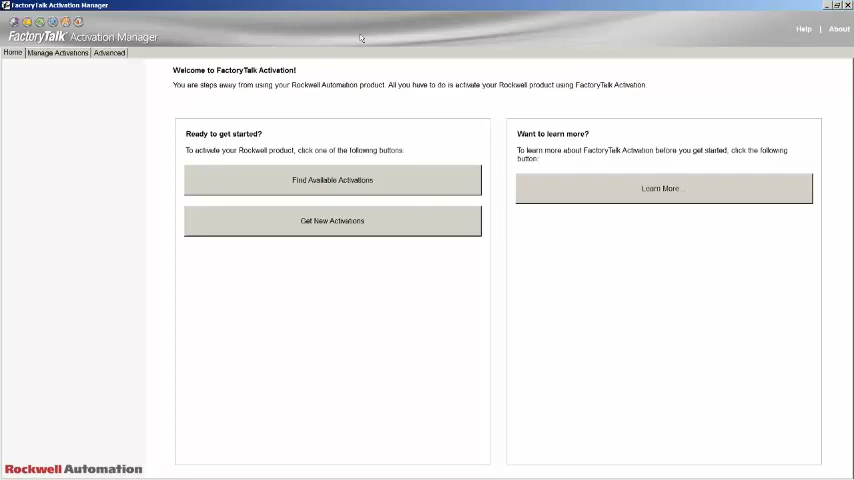 FactoryTalk Activation Manager
FactoryTalk Activation Manager
Help | About
Home Manage Activations Advanced
Welcome to FactoryTalk Activation!
You are steps away from using your Rockwell Automation product. All you have to do is activate your Rockwell product using FactoryTalk Activation.
Ready to get started?
To activate your Rockwell product, click one of the following buttons.
Find Available Activations
Get New Activations
Want to learn more?
To learn more about FactoryTalk Activation before you get started, click the following
button:
Learn More...
Rockwell Automation